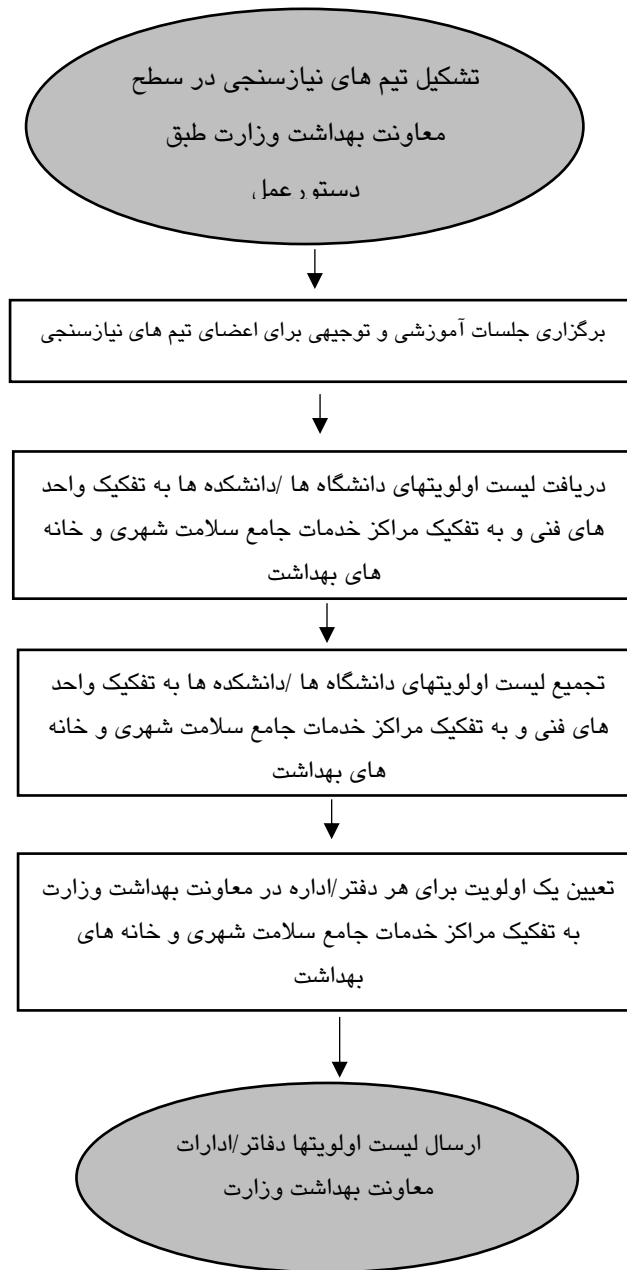 تشکیل تیم های نیازسنجی در سطح
معاونت بهداشت وزارت طبق
دستورعمل
برگزاری جلسات آموزشی و توجیهی برای اعضای تیم های نیازسنجی
دریافت لیست اولویتهای دانشگاه ها /دانشکده ها به تفکیک واحد
های فنی و به تفکیک مراکز خدمات جامع سلامت شهری و خانه
های بهداشت
تجمیع لیست اولویتهای دانشگاه ها /دانشکده ها به تفکیک واحد
های فنی و به تفکیک مراکز خدمات جامع سلامت شهری و خانه
های بهداشت
تعیین یک اولویت برای هر دفتر/اداره در معاونت بهداشت وزارت
به تفکیک مراکز خدمات جامع سلامت شهری و خانه های
بهداشت
ارسال لیست اولویتها دفاتر/ادارات
معاونت بهداشت وزارت